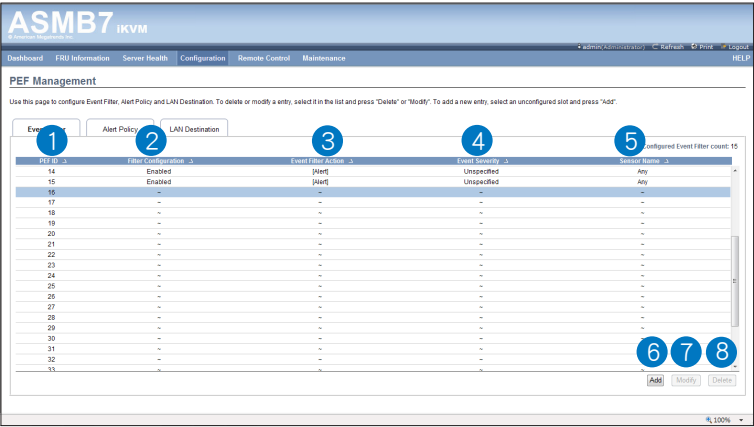 ASMB7 iKVM
© American Megatrends Inc.
• admin(Administrator) Refresh Print Logout
Dashboard FRU Information Server Health Configuration Remote Control Maintenance HELP
PEF Management
Use this page to configure Event Filter, Alert Policy and LAN Destination. To delete or modify a entry, select it in the list and press "Delete" or "Modify". To add a new entry, select an unconfigured slot and press "Add".
Alert Policy LAN Destination
1 2 3 4 5
Configured Event Filter count: 15
PEF ID Filter Configuration Event Filter Action Event Severity Sensor Name
14 Enabled [Alert] Unspecified Any
15 Enabled [Alert] Unspecified Any
16 ~ ~ ~ ~
17 ~ ~ ~ ~
18 ~ ~ ~ ~
19 ~ ~ ~ ~
20 ~ ~ ~ ~
21 ~ ~ ~ ~
22 ~ ~ ~ ~
23 ~ ~ ~ ~
24 ~ ~ ~ ~
25 ~ ~ ~ ~
26 ~ ~ ~ ~
27 ~ ~ ~ ~
28 ~ ~ ~ ~
29 ~ ~ ~ ~
30 ~ ~ ~ ~
31 ~ ~ ~ ~
32 ~ ~ ~ ~
33 ~ ~ ~ ~
6 7 8
Add Modify Delete
100%